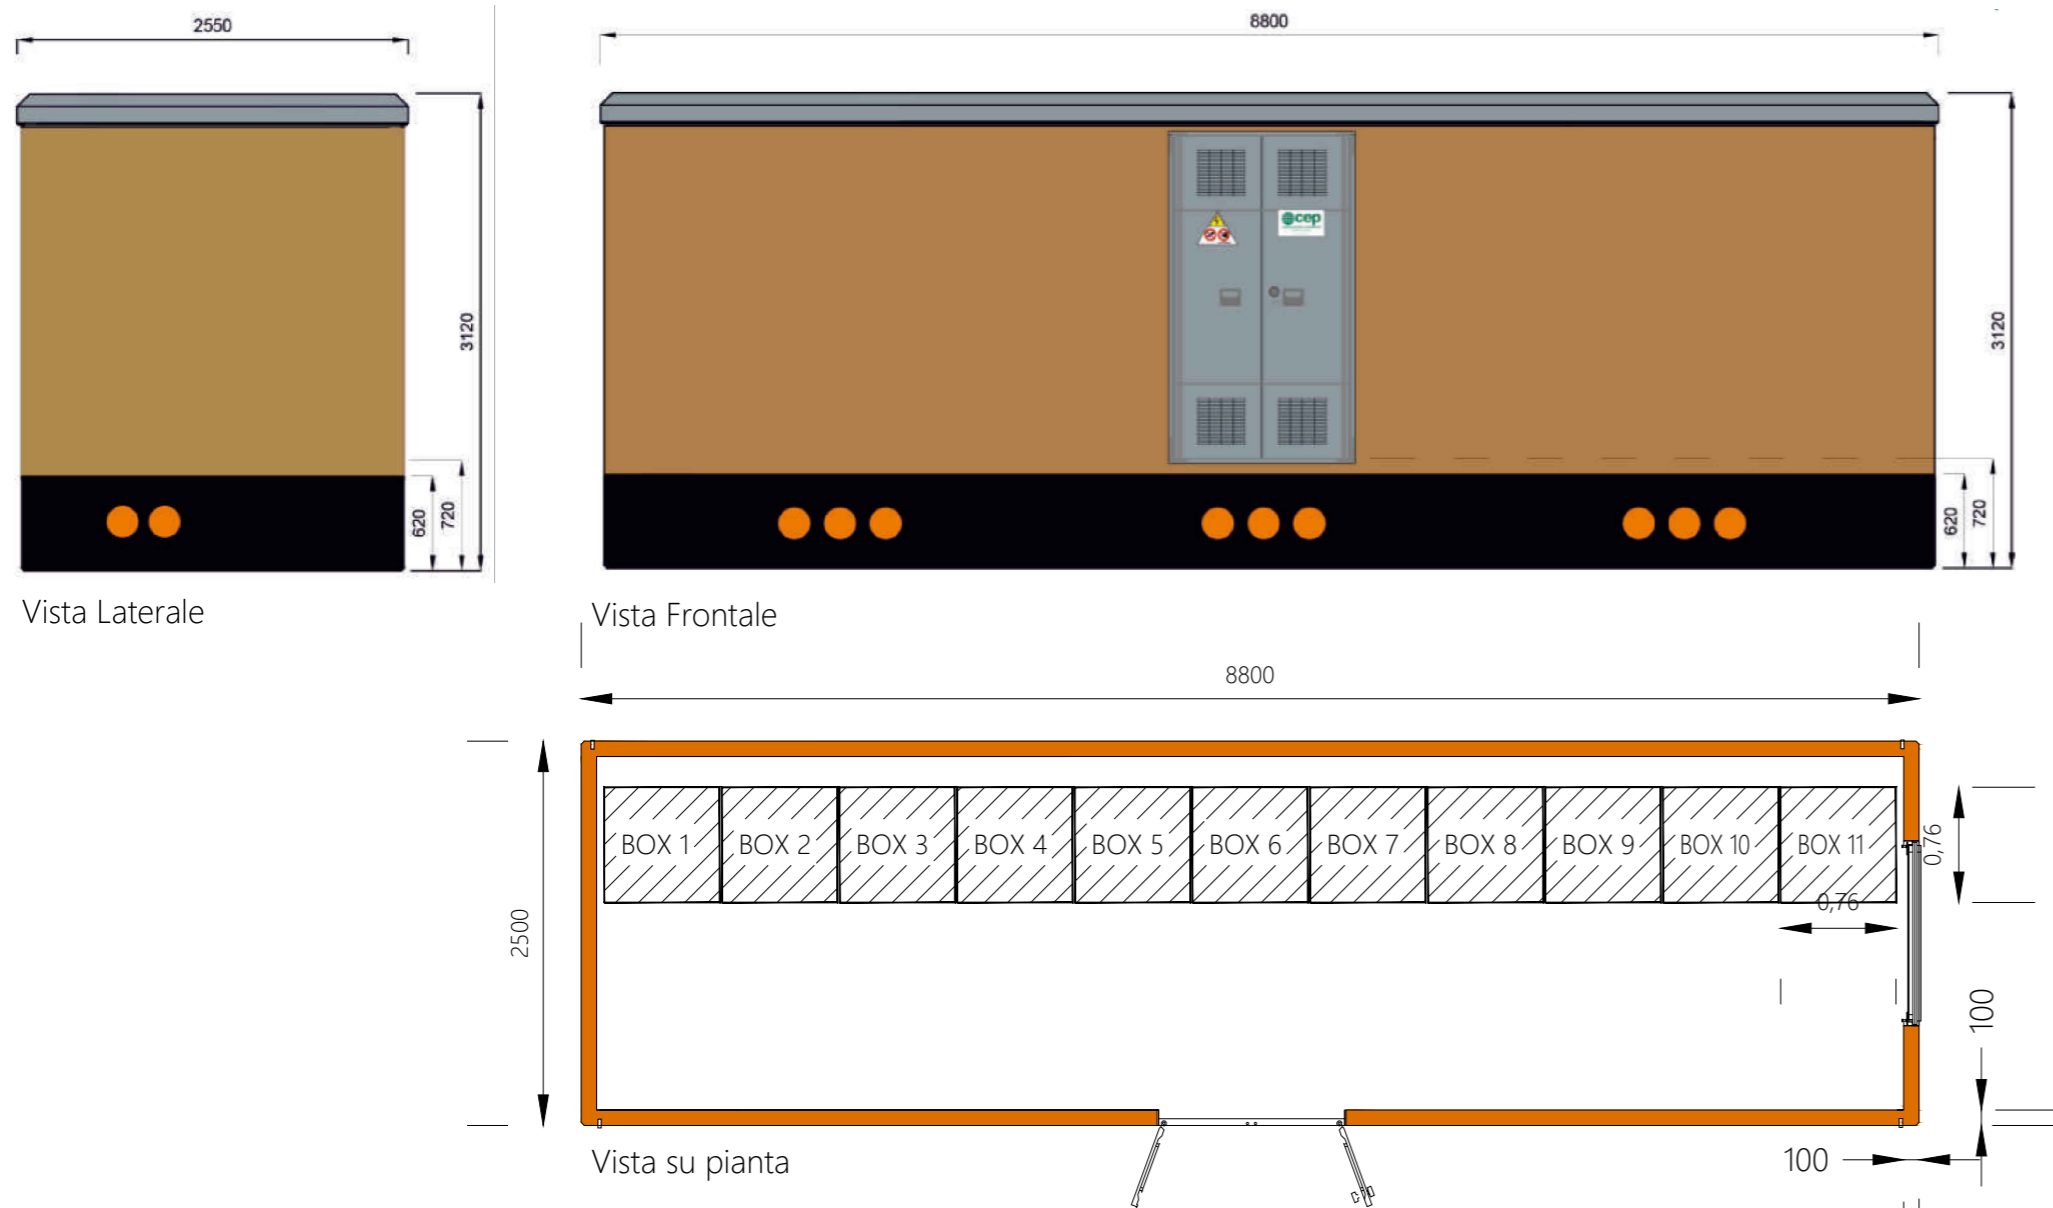 2550
8800
3120
620
720
cep
3120
620
720
Vista Laterale
Vista Frontale
8800
2500
BOX 1
BOX 2
BOX 3
BOX 4
BOX 5
BOX 6
BOX 7
BOX 8
BOX 9
BOX 10
BOX 11
0,76
0,76
100
100
Vista su pianta